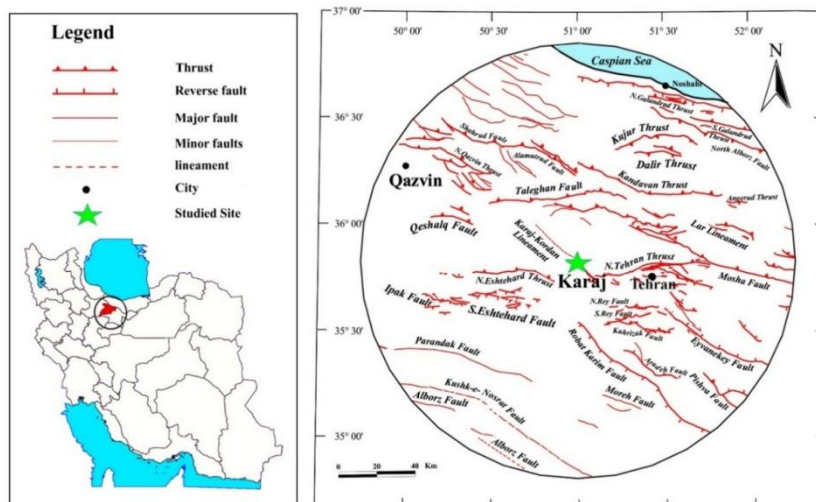 Legend
Thrust
Reverse fault
Major fault
Minor faults
lineament
City
Studied Site
50° 00'
50° 30'
51° 00'
51° 30'
52° 00'
37° 00'
36° 30'
36° 00'
35° 30'
35° 00'
N
Caspian Sea
Noshahr
N.Galandrud Thrust
S.Galandrud
Thrust
North Alborz Fault
Kujur Thrust
Dalir Thrust
Shahrud Fault
Alamutrud Fault
N.Qazvin Thrust
Qazvin
Kandavan Thrust
Taleghan Fault
Angerud Thrust
Qeshalq Fault
Karaj-Kordan
Lineament
Lar Lineament
N.Tehran Thrust
Mosha Fault
Karaj
Tehran
N.Eshtehard Thrust
Ipak Fault
S.Eshtehard Fault
N.Rey Fault
S.Rey Fault
Kahrizak Fault
Eyvanekey Fault
Parandak Fault
Robat Karim Fault
Pishva Fault
Moreh Fault
Kushk-e- Nosrat Fault
Alborz Fault
Alborz Fault
0 20 40
Km